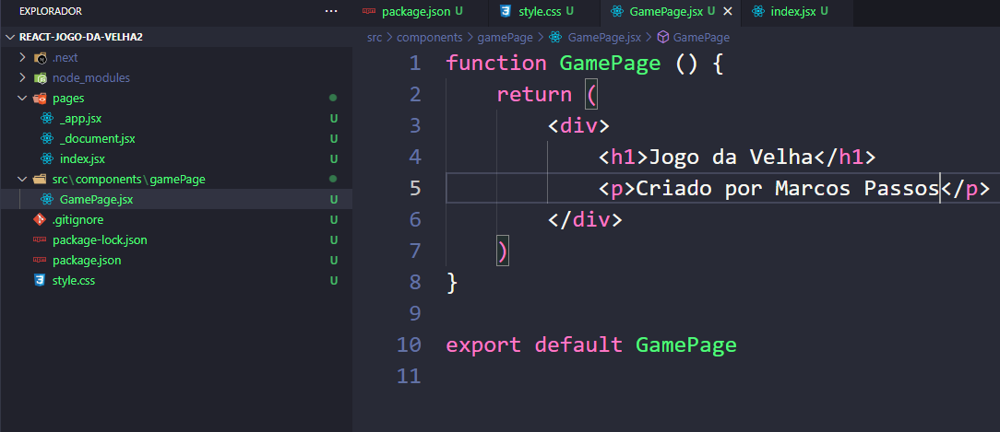 EXPLORADOR ...
REACT-JOGO-DA-VELHA2
.next
node_modules
pages
_app.jsx U
_document.jsx U
index.jsx U
src\components\gamePage
GamePage.jsx U
.gitignore U
package-lock.json U
package.json U
style.css U
package.json U style.css U GamePage.jsx U × index.jsx U
src > components > gamePage > GamePage.jsx > GamePage
1 function GamePage () {
2 return (
3 <div>
4 <h1>Jogo da Velha</h1>
5 <p>Criado por Marcos Passos</p>
6 </div>
7 )
8 }
9
10 export default GamePage
11